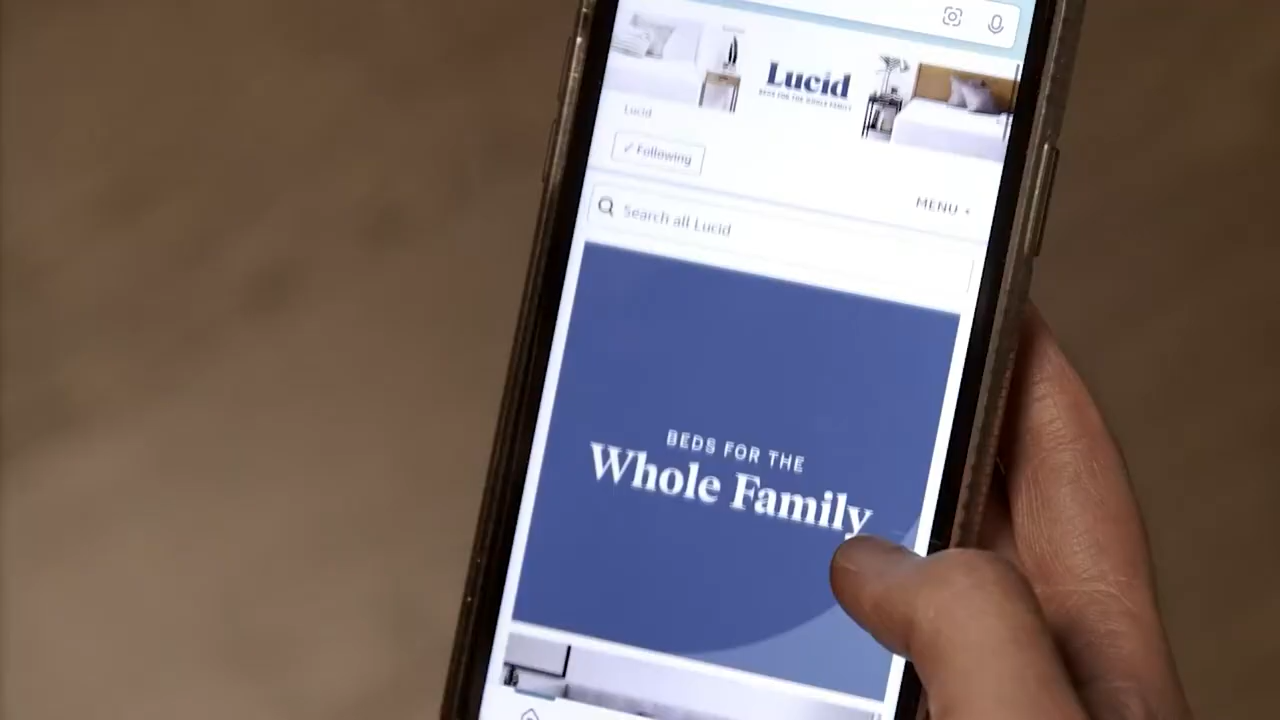 Lucid
BEDS FOR THE WHOLE FAMILY
Lucid
✓ Following
MENU
Search all Lucid
BEDS FOR THE
Whole Family